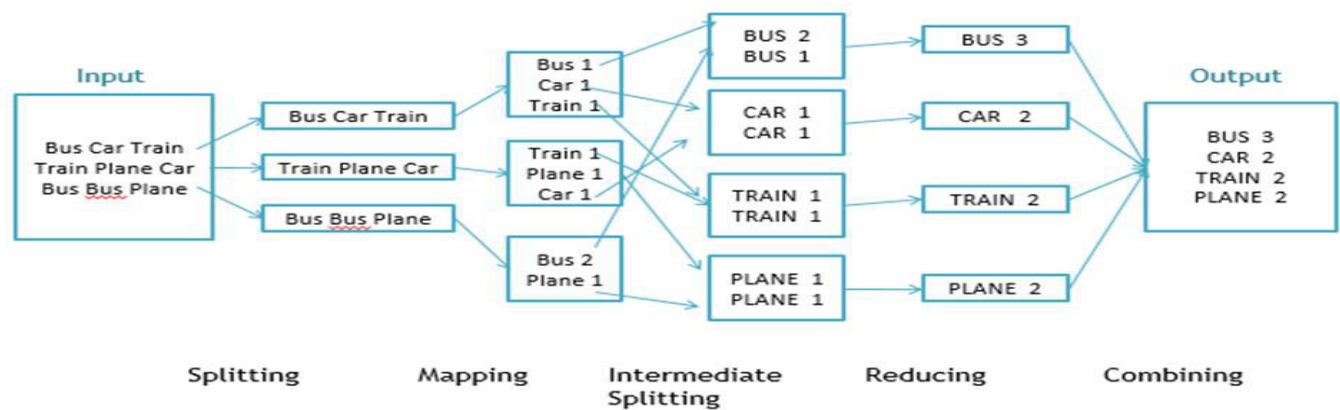 Input
Bus Car Train
Train Plane Car
Bus Bus Plane
Bus Car Train
Train Plane Car
Bus Bus Plane
Bus 1
Car 1
Train 1
Train 1
Plane 1
Car 1
Bus 2
Plane 1
BUS 2
BUS 1
CAR 1
CAR 1
TRAIN 1
TRAIN 1
PLANE 1
PLANE 1
BUS 3
CAR 2
TRAIN 2
PLANE 2
Output
BUS 3
CAR 2
TRAIN 2
PLANE 2
Splitting
Mapping
Intermediate
Splitting
Reducing
Combining